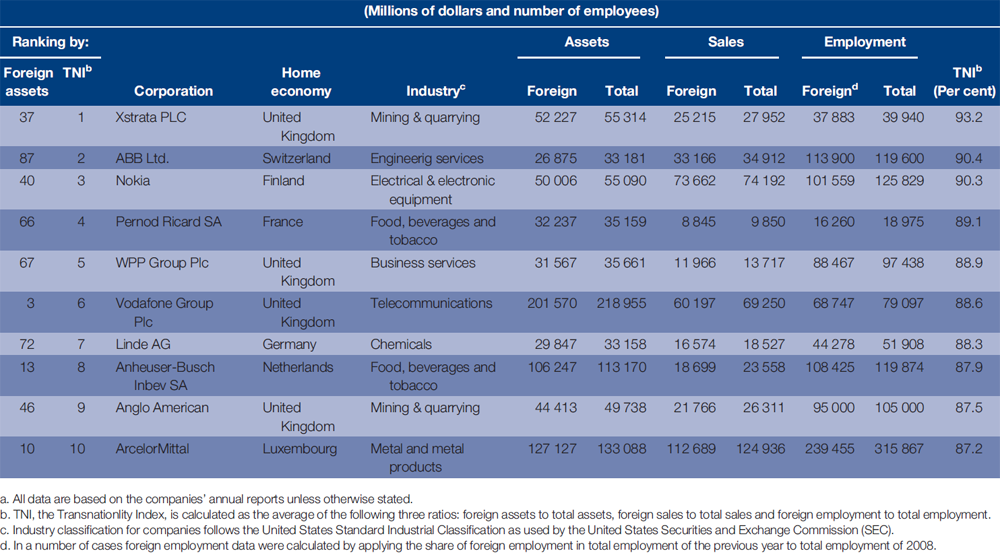 (Millions of dollars and number of employees)
Ranking by: Assets Sales Employment
Foreign assets TNIb Corporation Home economy Industryc Foreign Total Foreign Total Foreignd Total TNIb (Per cent)
37 1 Xstrata PLC United Kingdom Mining & quarrying 52 227 55 314 25 215 27 952 37 883 39 940 93.2
87 2 ABB Ltd. Switzerland Engineerig services 26 875 33 181 33 166 34 912 113 900 119 600 90.4
40 3 Nokia Finland Electrical & electronic equipment 50 006 55 090 73 662 74 192 101 559 125 829 90.3
66 4 Pernod Ricard SA France Food, beverages and tobacco 32 237 35 159 8 845 9 850 16 260 18 975 89.1
67 5 WPP Group Plc United Kingdom Business services 31 567 35 661 11 966 13 717 88 467 97 438 88.9
3 6 Vodafone Group Plc United Kingdom Telecommunications 201 570 218 955 60 197 69 250 68 747 79 097 88.6
72 7 Linde AG Germany Chemicals 29 847 33 158 16 574 18 527 44 278 51 908 88.3
13 8 Anheuser-Busch Inbev SA Netherlands Food, beverages and tobacco 106 247 113 170 18 699 23 558 108 425 119 874 87.9
46 9 Anglo American United Kingdom Mining & quarrying 44 413 49 738 21 766 26 311 95 000 105 000 87.5
10 10 ArcelorMittal Luxembourg Metal and metal products 127 127 133 088 112 689 124 936 239 455 315 867 87.2
a. All data are based on the companies' annual reports unless otherwise stated.
b. TNI, the Transnationlity Index, is calculated as the average of the following three ratios: foreign assets to total assets, foreign sales to total sales and foreign employment to total employment.
c. Industry classification for companies follows the United States Standard Industrial Classification as used by the United States Securities and Exchange Commission (SEC).
d. In a number of cases foreign employment data were calculated by applying the share of foreign employment in total employment of the previous year to total employment of 2008.